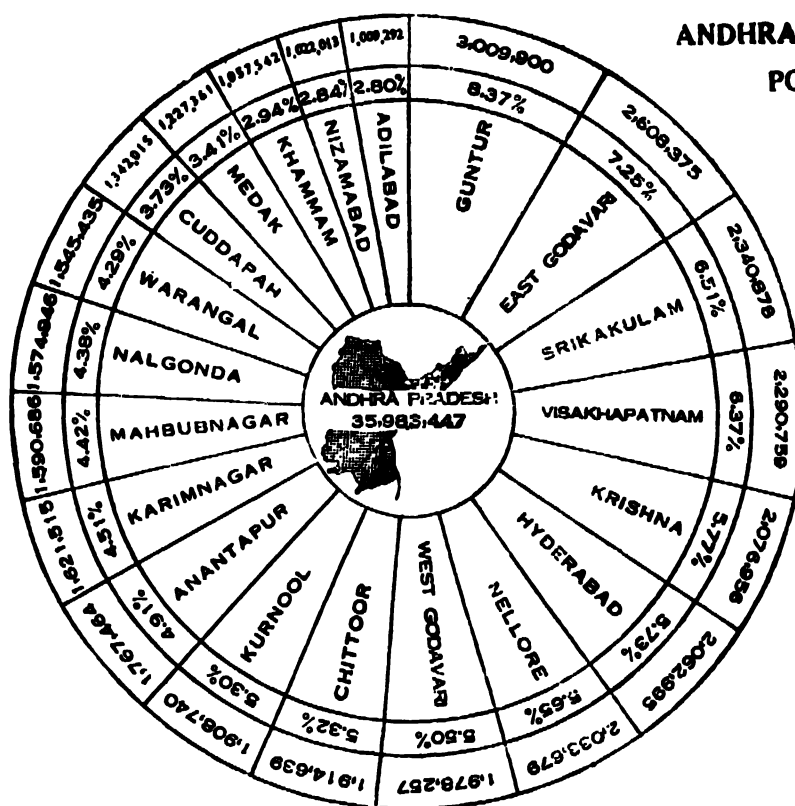 ANDHRA
PO
3,009,900
8.37%
GUNTUR
2,608,375
7.25%
EAST GODAVARI
2,340,878
6.51%
SRIKAKULAM
2,290,759
6.37%
VISAKHAPATNAM
2,076,956
5.77%
KRISHNA
2,062,995
5.73%
HYDERABAD
2,033,679
5.65%
NELLORE
1,978,257
5.50%
WEST GODAVARI
1,914,639
5.32%
CHITTOOR
1,908,740
5.30%
KURNOOL
1,767,464
4.91%
ANANTAPUR
1,621,515
4.51%
KARIMNAGAR
1,590,686
4.42%
MAHBUBNAGAR
1,574,946
4.38%
NALGONDA
1,545,435
4.29%
WARANGAL
1,342,015
3.73%
CUDDAPAH
1,227,361
3.41%
MEDAK
1,057,542
2.94%
KHAMMAM
1,022,013
2.84%
NIZAMABAD
1,009,292
2.80%
ADILABAD
ANDHRA PRADESH
35,983,447